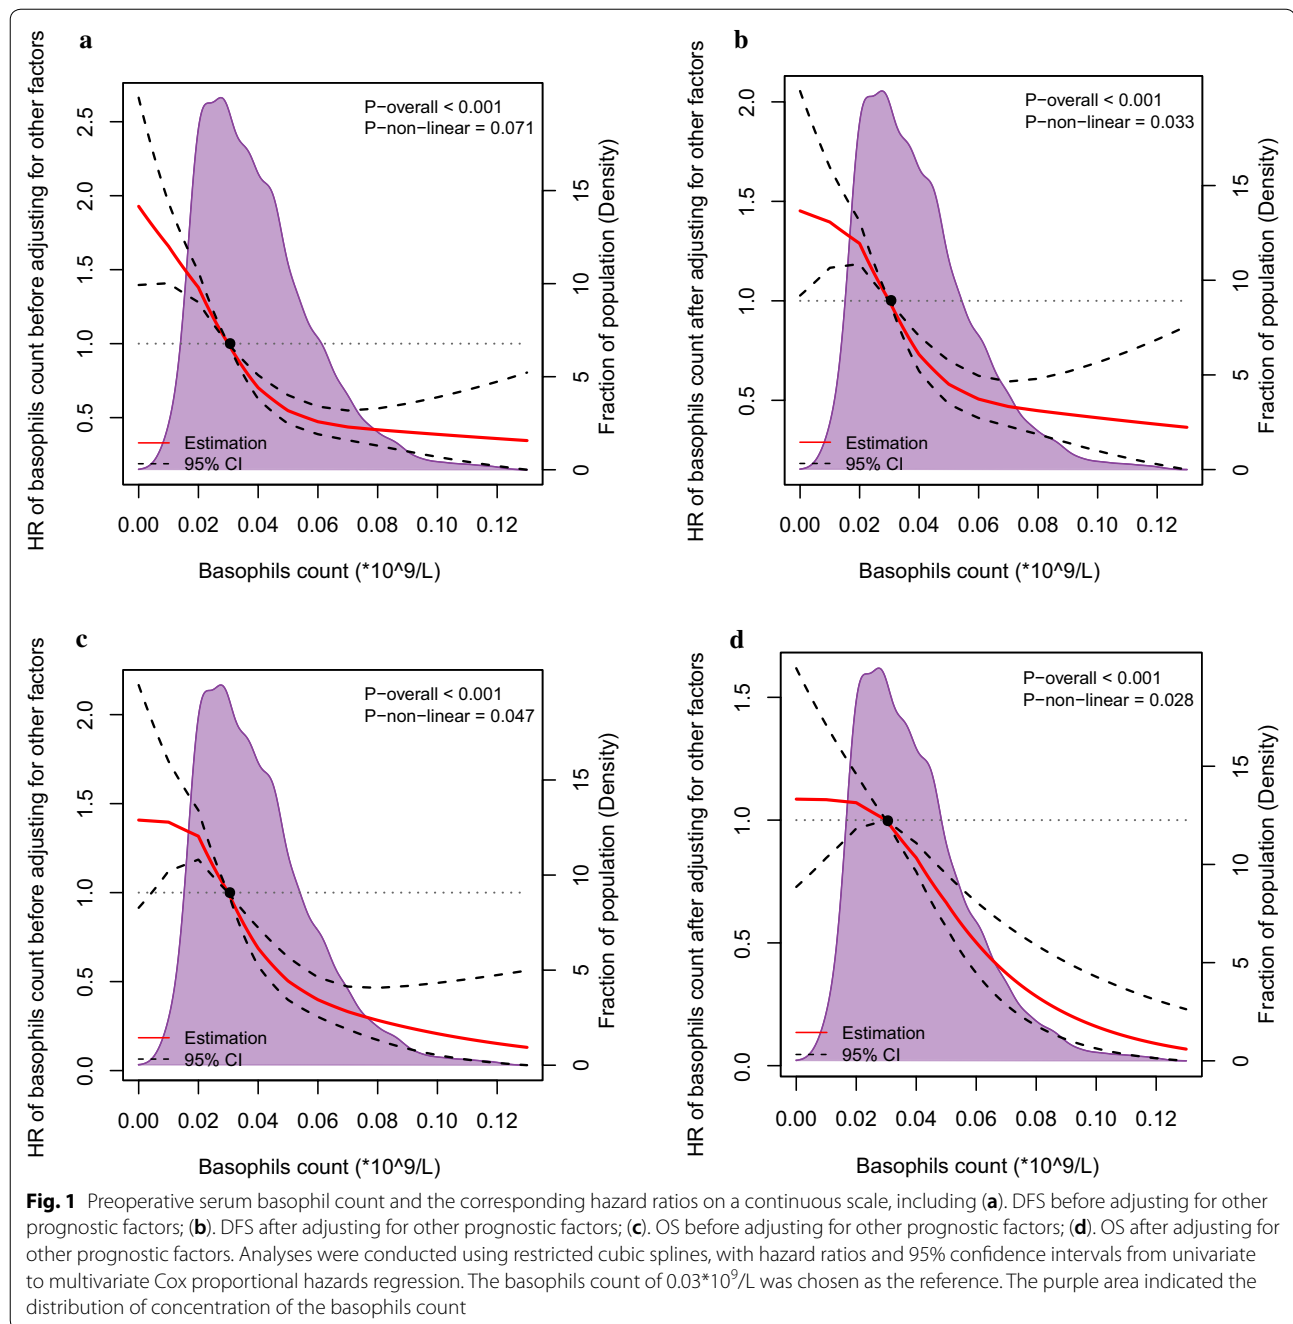 a
HR of basophils count before adjusting for other factors
2.5
2.0
1.5
1.0
0.5
P−overall < 0.001
P−non−linear = 0.071
Estimation
95% CI
0.00 0.02 0.04 0.06 0.08 0.10 0.12
Basophils count (*10^9/L)
15
10
5
0
Fraction of population (Density)
b
HR of basophils count after adjusting for other factors
2.0
1.5
1.0
0.5
P−overall < 0.001
P−non−linear = 0.033
Estimation
95% CI
0.00 0.02 0.04 0.06 0.08 0.10 0.12
Basophils count (*10^9/L)
15
10
5
0
Fraction of population (Density)
c
HR of basophils count before adjusting for other factors
2.0
1.5
1.0
0.5
0.0
P−overall < 0.001
P−non−linear = 0.047
Estimation
95% CI
0.00 0.02 0.04 0.06 0.08 0.10 0.12
Basophils count (*10^9/L)
15
10
5
0
Fraction of population (Density)
d
HR of basophils count after adjusting for other factors
1.5
1.0
0.5
0.0
P−overall < 0.001
P−non−linear = 0.028
Estimation
95% CI
0.00 0.02 0.04 0.06 0.08 0.10 0.12
Basophils count (*10^9/L)
15
10
5
0
Fraction of population (Density)
Fig. 1 Preoperative serum basophil count and the corresponding hazard ratios on a continuous scale, including (a). DFS before adjusting for other
prognostic factors; (b). DFS after adjusting for other prognostic factors; (c). OS before adjusting for other prognostic factors; (d). OS after adjusting for
other prognostic factors. Analyses were conducted using restricted cubic splines, with hazard ratios and 95% confidence intervals from univariate
to multivariate Cox proportional hazards regression. The basophils count of 0.03*10⁹/L was chosen as the reference. The purple area indicated the
distribution of concentration of the basophils count